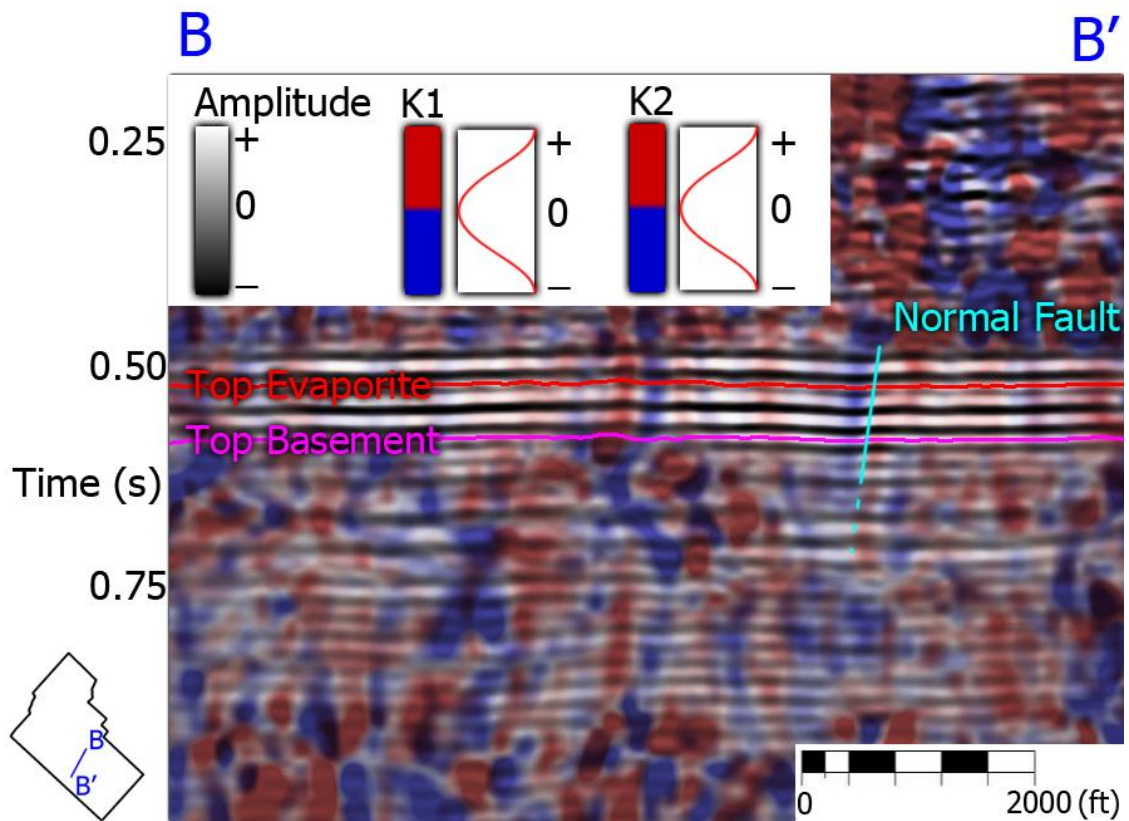 B
B′
Amplitude
+
0
−
K1
+
0
−
K2
+
0
−
0.25
Normal Fault
0.50
Top Evaporite
Top Basement
Time (s)
0.75
B
B′
0
2000 (ft)